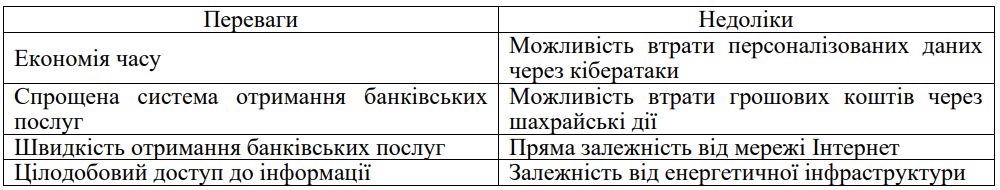 Переваги
Недоліки
Економія часу
Можливість втрати персоналізованих даних
через кібератаки
Спрощена система отримання банківських
послуг
Можливість втрати грошових коштів через
шахрайські дії
Швидкість отримання банківських послуг
Пряма залежність від мережі Інтернет
Цілодобовий доступ до інформації
Залежність від енергетичної інфраструктури